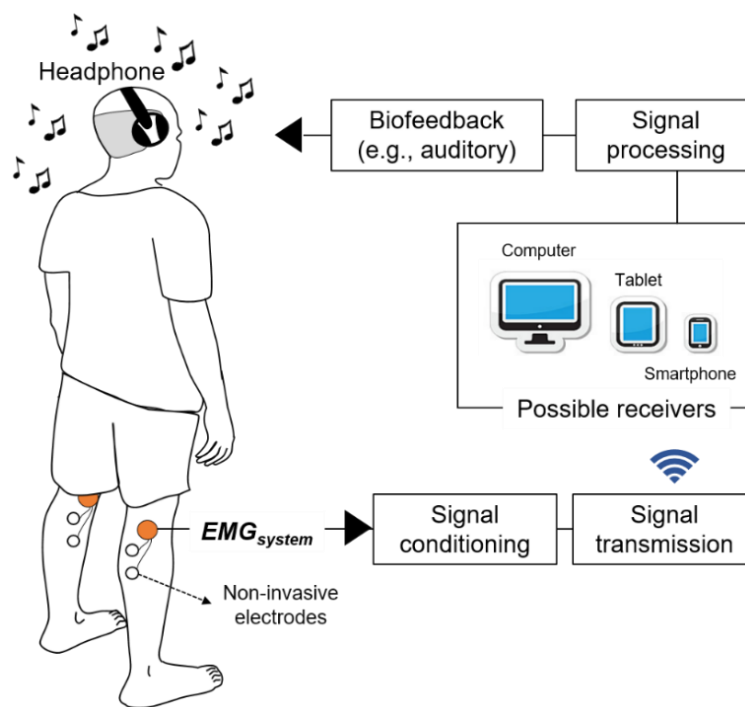 Headphone
Biofeedback
(e.g., auditory)
Signal
processing
Computer
Tablet
Smartphone
Possible receivers
EMGsystem
Signal
conditioning
Signal
transmission
Non-invasive
electrodes